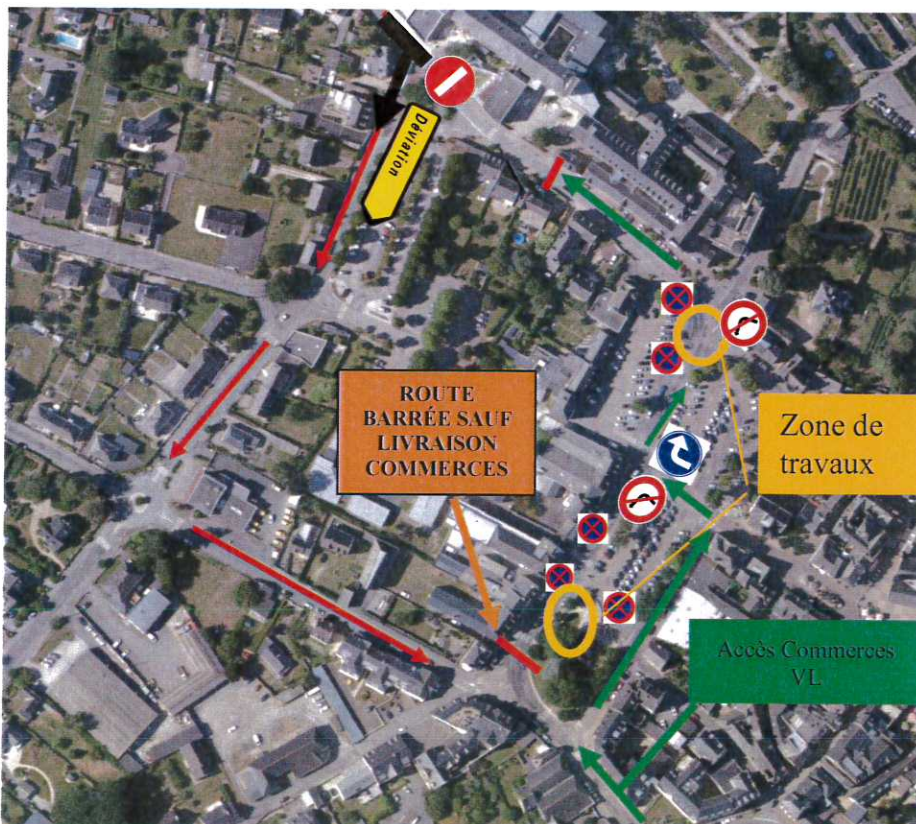 Déviation
ROUTE
BARRÉE SAUF
LIVRAISON
COMMERCES
Zone de
travaux
Accès Commerces
VL